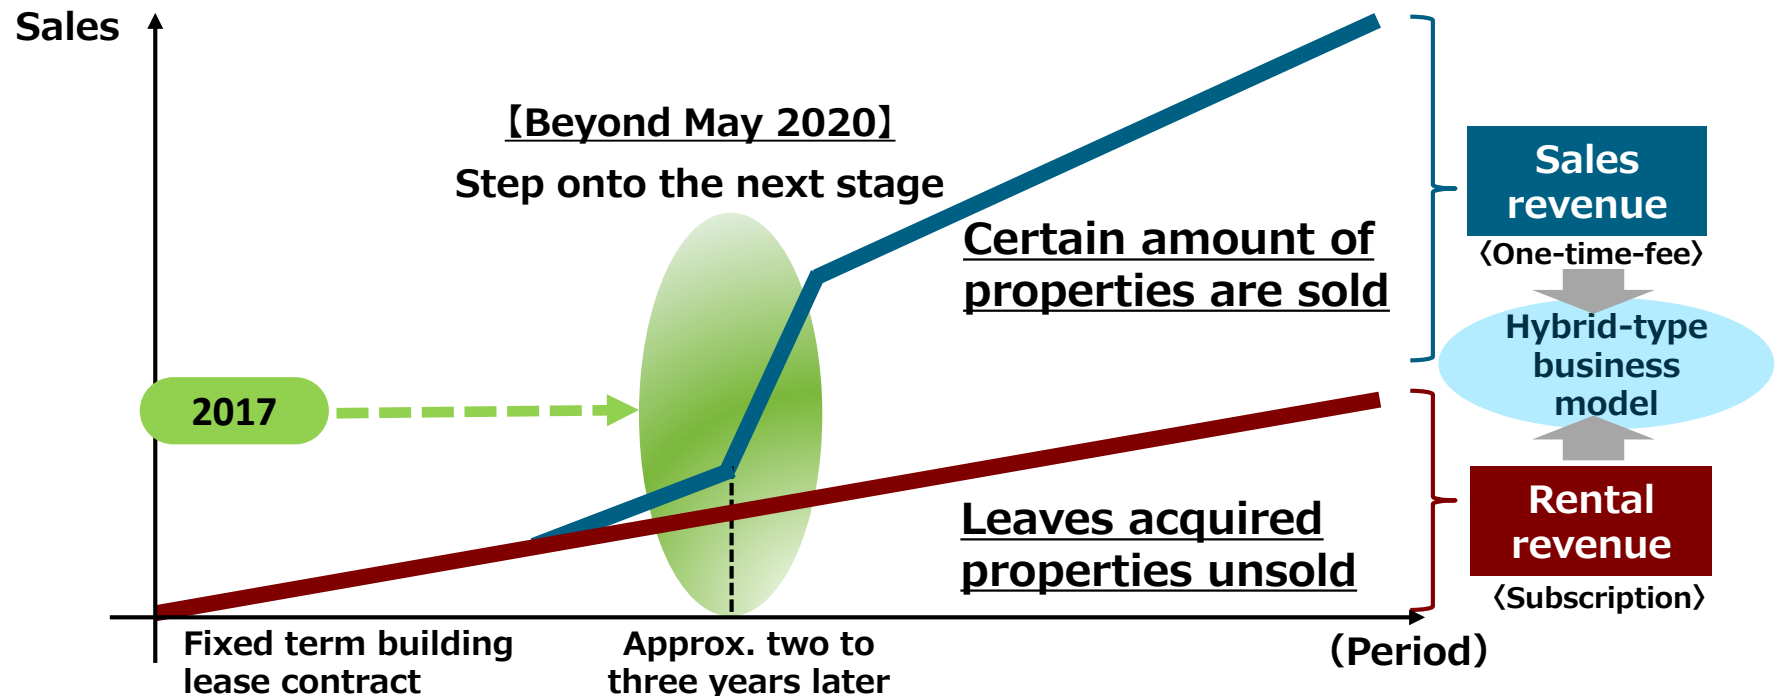 Sales
【Beyond May 2020】
Step onto the next stage
Certain amount of
properties are sold
Sales
revenue
〈One-time-fee〉
Hybrid-type
business
model
2017
Leaves acquired
properties unsold
Rental
revenue
〈Subscription〉
Fixed term building
lease contract
Approx. two to
three years later
(Period)